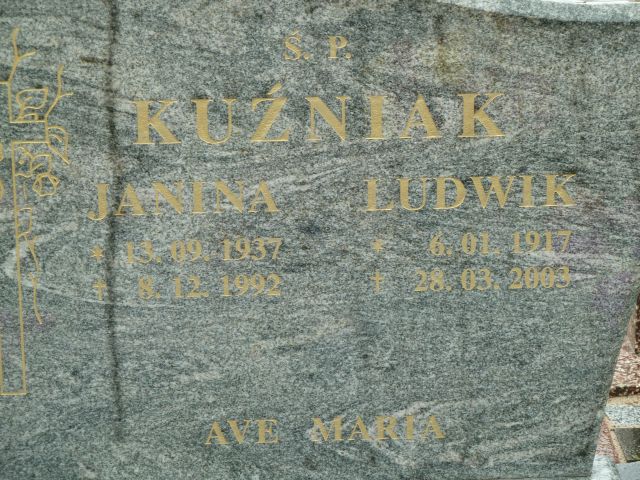 Ś. P.
KUŹNIAK
JANINA LUDWIK
* 13. 09. 1937 * 6. 01. 1917
† 8. 12. 1992 † 28. 03. 2003
AVE MARIA